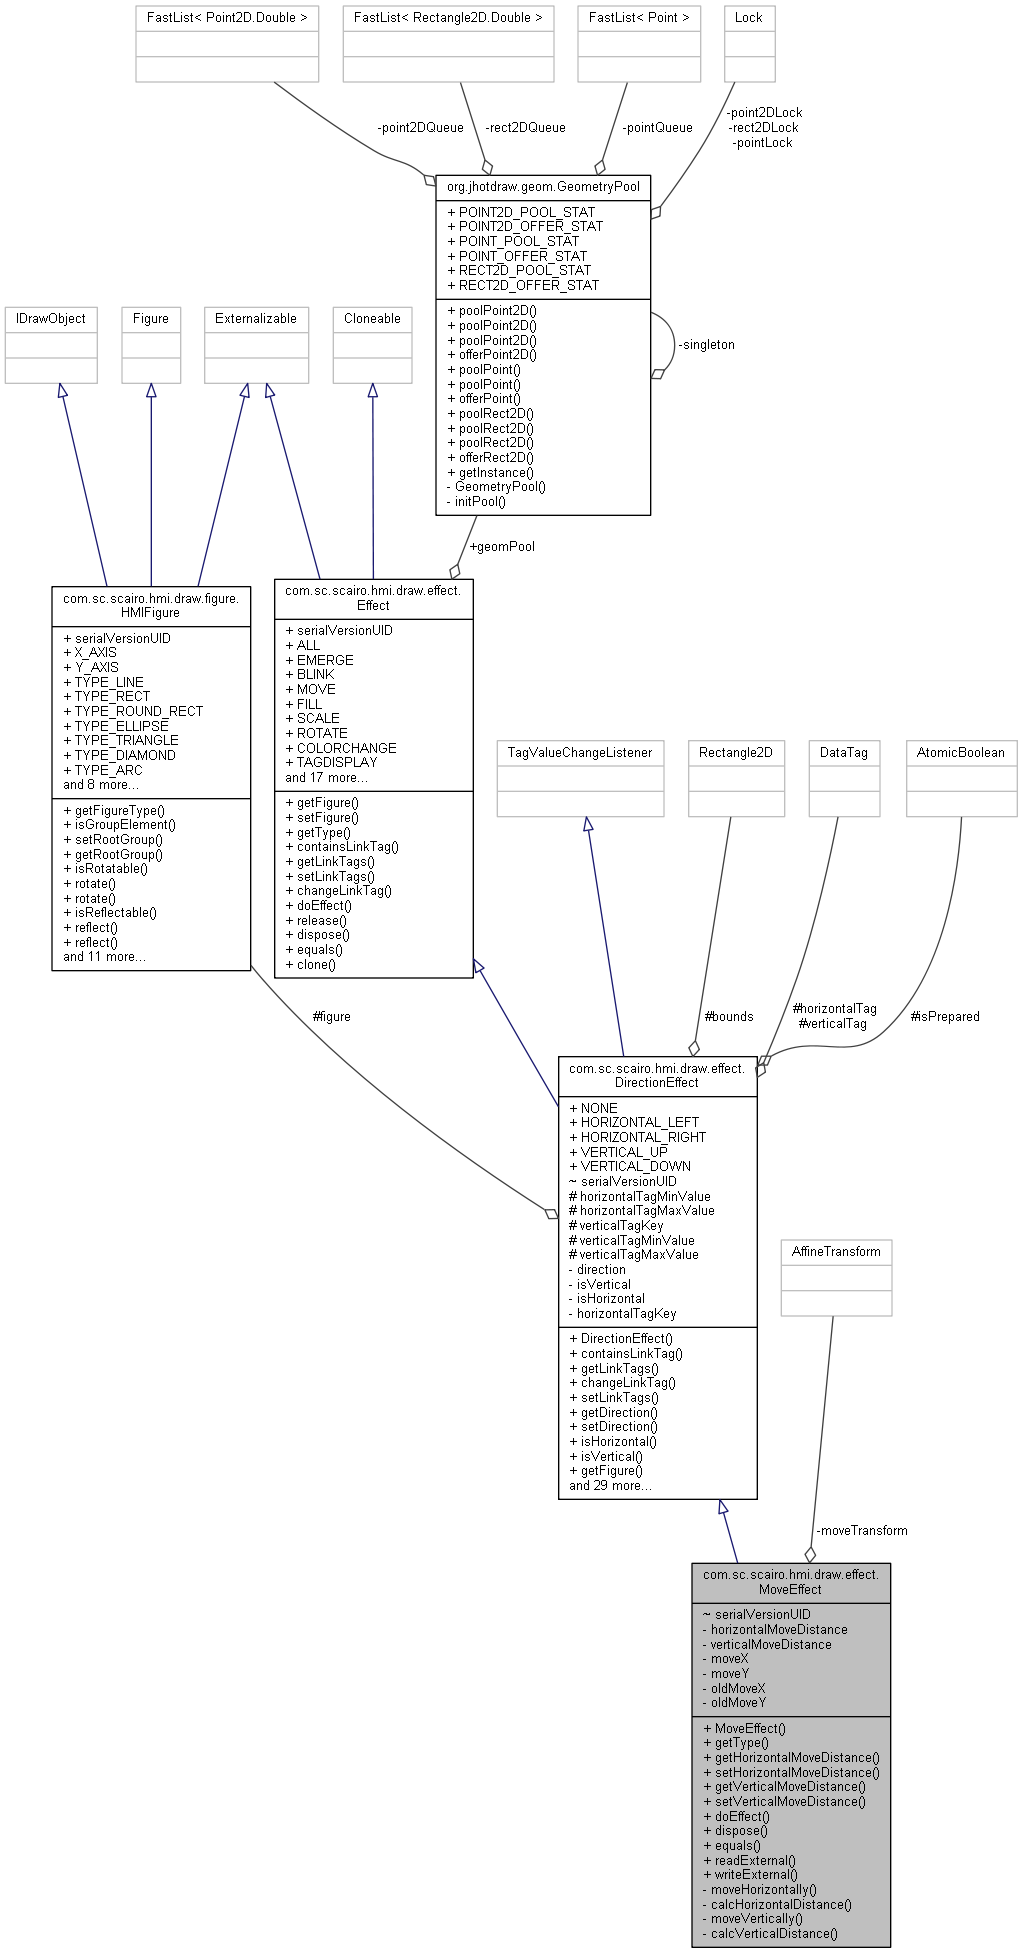 FastList< Point2D.Double >
FastList< Rectangle2D.Double >
FastList< Point >
Lock
-point2DQueue
-rect2DQueue
-pointQueue
-point2DLock
-rect2DLock
-pointLock
org.jhotdraw.geom.GeometryPool
+ POINT2D_POOL_STAT
+ POINT2D_OFFER_STAT
+ POINT_POOL_STAT
+ POINT_OFFER_STAT
+ RECT2D_POOL_STAT
+ RECT2D_OFFER_STAT
+ poolPoint2D()
+ poolPoint2D()
+ poolPoint2D()
+ offerPoint2D()
+ poolPoint()
+ poolPoint()
+ offerPoint()
+ poolRect2D()
+ poolRect2D()
+ poolRect2D()
+ offerRect2D()
+ getInstance()
- GeometryPool()
- initPool()
-singleton
IDrawObject
Figure
Externalizable
Cloneable
+geomPool
com.sc.scairo.hmi.draw.figure.
HMIFigure
+ serialVersionUID
+ X_AXIS
+ Y_AXIS
+ TYPE_LINE
+ TYPE_RECT
+ TYPE_ROUND_RECT
+ TYPE_ELLIPSE
+ TYPE_TRIANGLE
+ TYPE_DIAMOND
+ TYPE_ARC
and 8 more...
+ getFigureType()
+ isGroupElement()
+ setRootGroup()
+ getRootGroup()
+ isRotatable()
+ rotate()
+ rotate()
+ isReflectable()
+ reflect()
+ reflect()
and 11 more...
com.sc.scairo.hmi.draw.effect.
Effect
+ serialVersionUID
+ ALL
+ EMERGE
+ BLINK
+ MOVE
+ FILL
+ SCALE
+ ROTATE
+ COLORCHANGE
+ TAGDISPLAY
and 17 more...
+ getFigure()
+ setFigure()
+ getType()
+ containsLinkTag()
+ getLinkTags()
+ setLinkTags()
+ changeLinkTag()
+ doEffect()
+ release()
+ dispose()
+ equals()
+ clone()
TagValueChangeListener
Rectangle2D
DataTag
AtomicBoolean
#figure
#bounds
#horizontalTag
#verticalTag
#isPrepared
com.sc.scairo.hmi.draw.effect.
DirectionEffect
+ NONE
+ HORIZONTAL_LEFT
+ HORIZONTAL_RIGHT
+ VERTICAL_UP
+ VERTICAL_DOWN
~ serialVersionUID
# horizontalTagMinValue
# horizontalTagMaxValue
# verticalTagKey
# verticalTagMinValue
# verticalTagMaxValue
- direction
- isVertical
- isHorizontal
- horizontalTagKey
+ DirectionEffect()
+ containsLinkTag()
+ getLinkTags()
+ changeLinkTag()
+ setLinkTags()
+ getDirection()
+ setDirection()
+ isHorizontal()
+ isVertical()
+ getFigure()
and 29 more...
AffineTransform
-moveTransform
com.sc.scairo.hmi.draw.effect.
MoveEffect
~ serialVersionUID
- horizontalMoveDistance
- verticalMoveDistance
- moveX
- moveY
- oldMoveX
- oldMoveY
+ MoveEffect()
+ getType()
+ getHorizontalMoveDistance()
+ setHorizontalMoveDistance()
+ getVerticalMoveDistance()
+ setVerticalMoveDistance()
+ doEffect()
+ dispose()
+ equals()
+ readExternal()
+ writeExternal()
- moveHorizontally()
- calcHorizontalDistance()
- moveVertically()
- calcVerticalDistance()